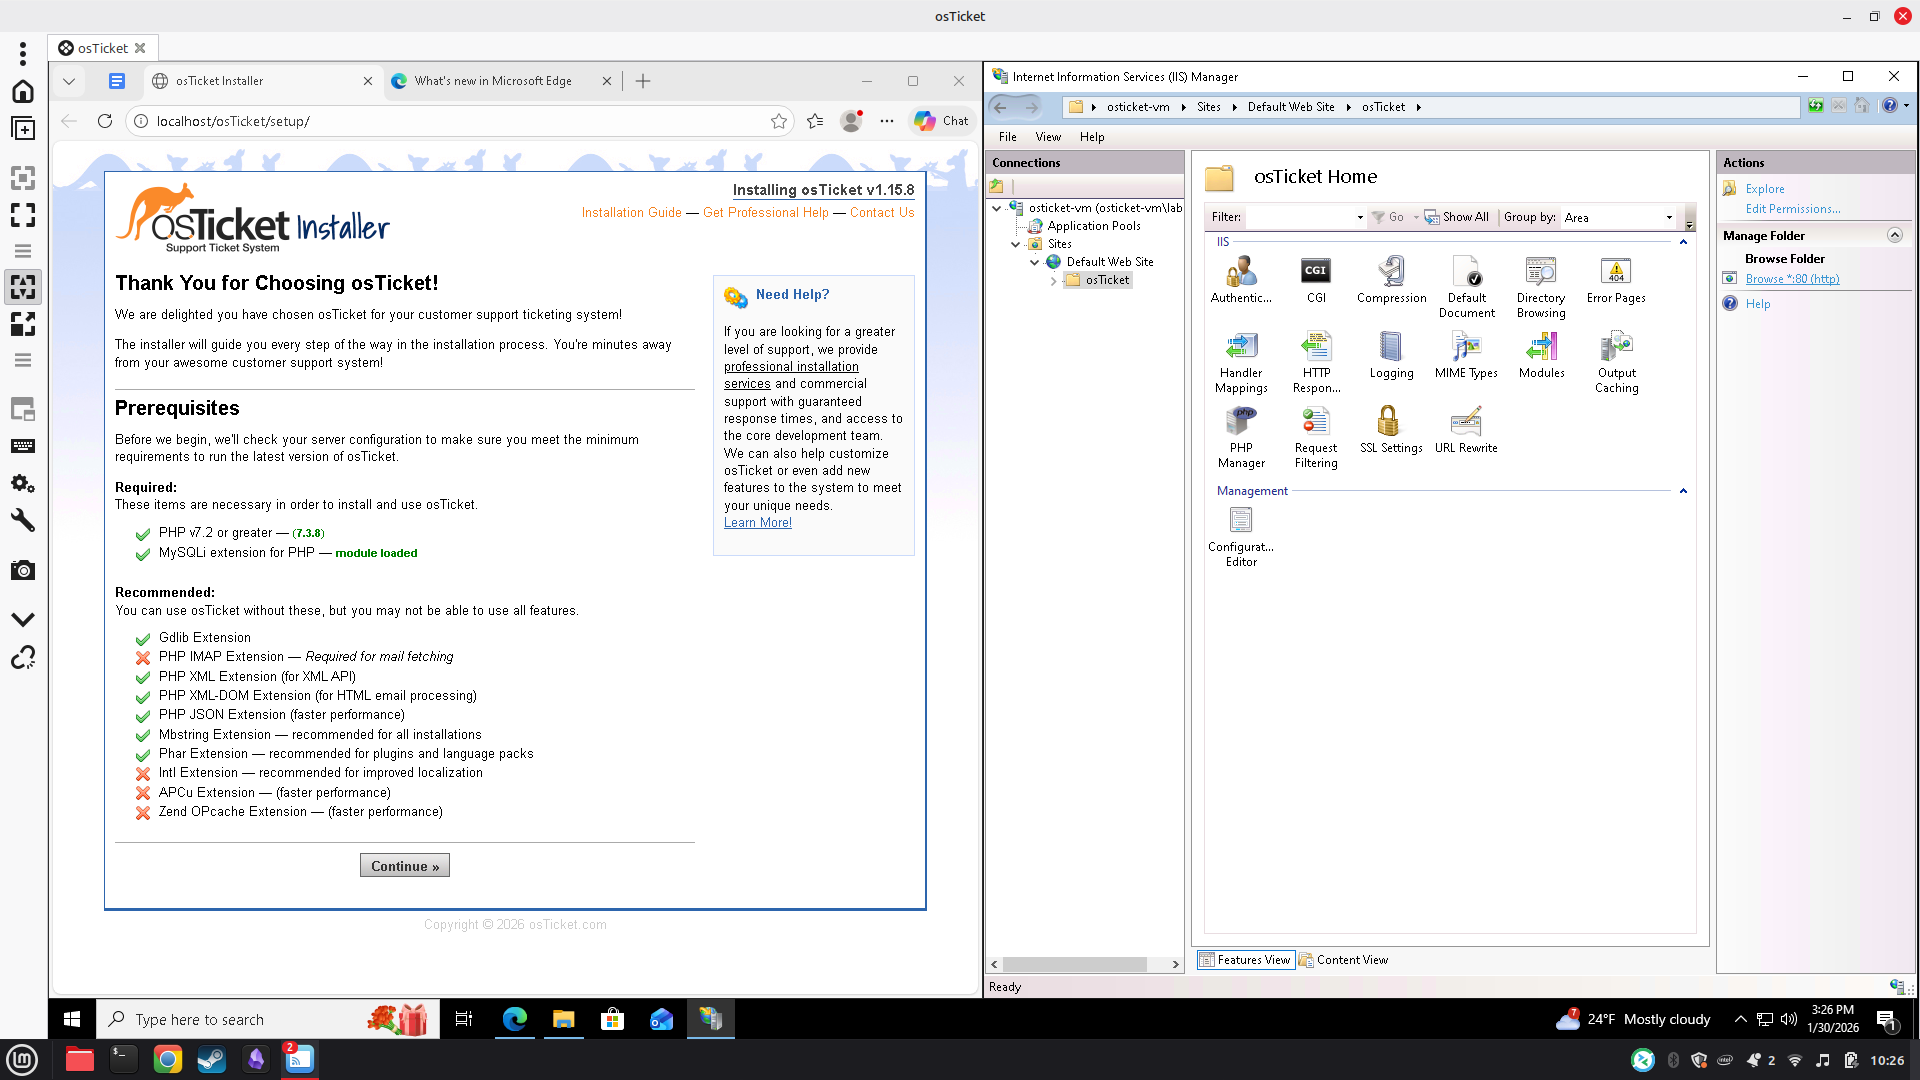 osTicket
osTicket
osTicket Installer
What's new in Microsoft Edge
localhost/osTicket/setup/
Chat
osTicket Installer
Support Ticket System
Installing osTicket v1.15.8
Installation Guide — Get Professional Help — Contact Us
Thank You for Choosing osTicket!
We are delighted you have chosen osTicket for your customer support ticketing system!
The installer will guide you every step of the way in the installation process. You're minutes away
from your awesome customer support system!
Prerequisites
Before we begin, we'll check your server configuration to make sure you meet the minimum
requirements to run the latest version of osTicket.
Required:
These items are necessary in order to install and use osTicket.
PHP v7.2 or greater — (7.3.8)
MySQLi extension for PHP — module loaded
Recommended:
You can use osTicket without these, but you may not be able to use all features.
Gdlib Extension
PHP IMAP Extension — Required for mail fetching
PHP XML Extension (for XML API)
PHP XML-DOM Extension (for HTML email processing)
PHP JSON Extension (faster performance)
Mbstring Extension — recommended for all installations
Phar Extension — recommended for plugins and language packs
Intl Extension — recommended for improved localization
APCu Extension — (faster performance)
Zend OPcache Extension — (faster performance)
Continue »
Need Help?
If you are looking for a greater
level of support, we provide
professional installation
services and commercial
support with guaranteed
response times, and access to
the core development team.
We can also help customize
osTicket or even add new
features to the system to meet
your unique needs.
Learn More!
Copyright © 2026 osTicket.com
Internet Information Services (IIS) Manager
osticket-vm
Sites
Default Web Site
osTicket
File View Help
Connections
osticket-vm (osticket-vm\lab
Application Pools
Sites
Default Web Site
osTicket
osTicket Home
Filter: Go Show All Group by: Area
IIS
Authentic...
CGI
Compression
Default
Document
Directory
Browsing
Error Pages
Handler
Mappings
HTTP
Respon...
Logging
MIME Types
Modules
Output
Caching
PHP
Manager
Request
Filtering
SSL Settings
URL Rewrite
CGI
404
php
Management
Configurat...
Editor
Features View
Content View
Ready
Actions
Explore
Edit Permissions...
Manage Folder
Browse Folder
Browse *:80 (http)
Help
Type here to search
7
24°F Mostly cloudy
3:26 PM
1/30/2026
1
2
2
10:26